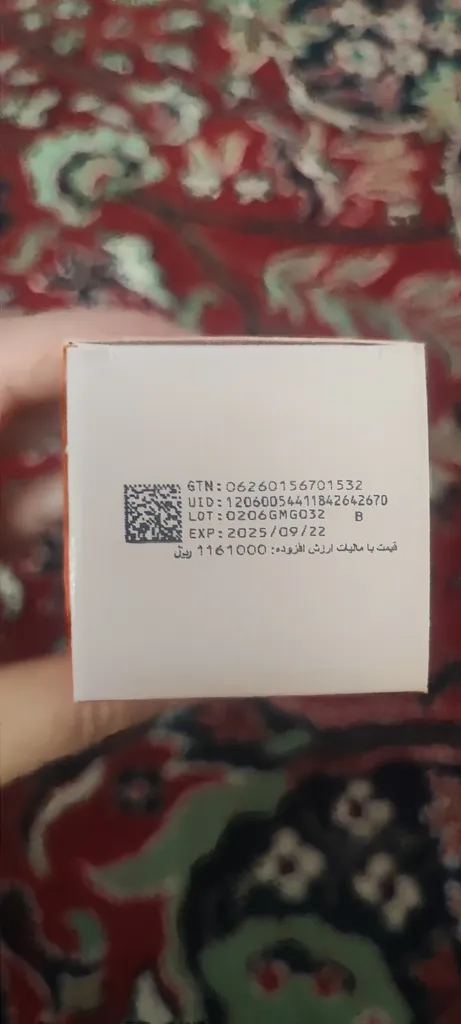 GTN: 06260156701532
UID: 12060054411842642670
LOT: 0206GMG032 B
EXP: 2025/09/22
قیمت با مالیات ارزش افزوده: 1161000 ریال